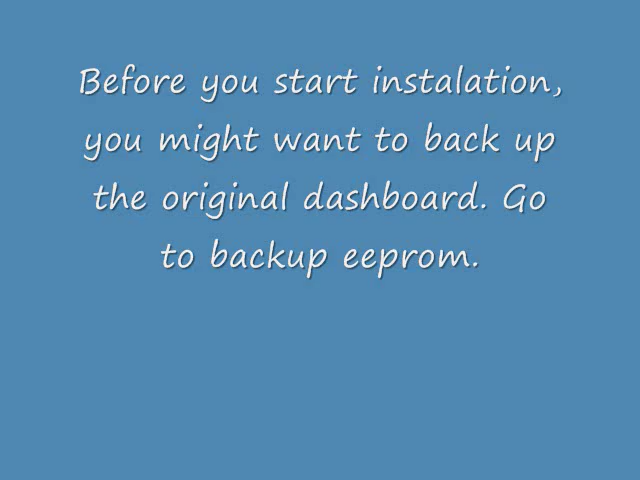 Before you start instalation,
you might want to back up
the original dashboard. Go
to backup eeprom.